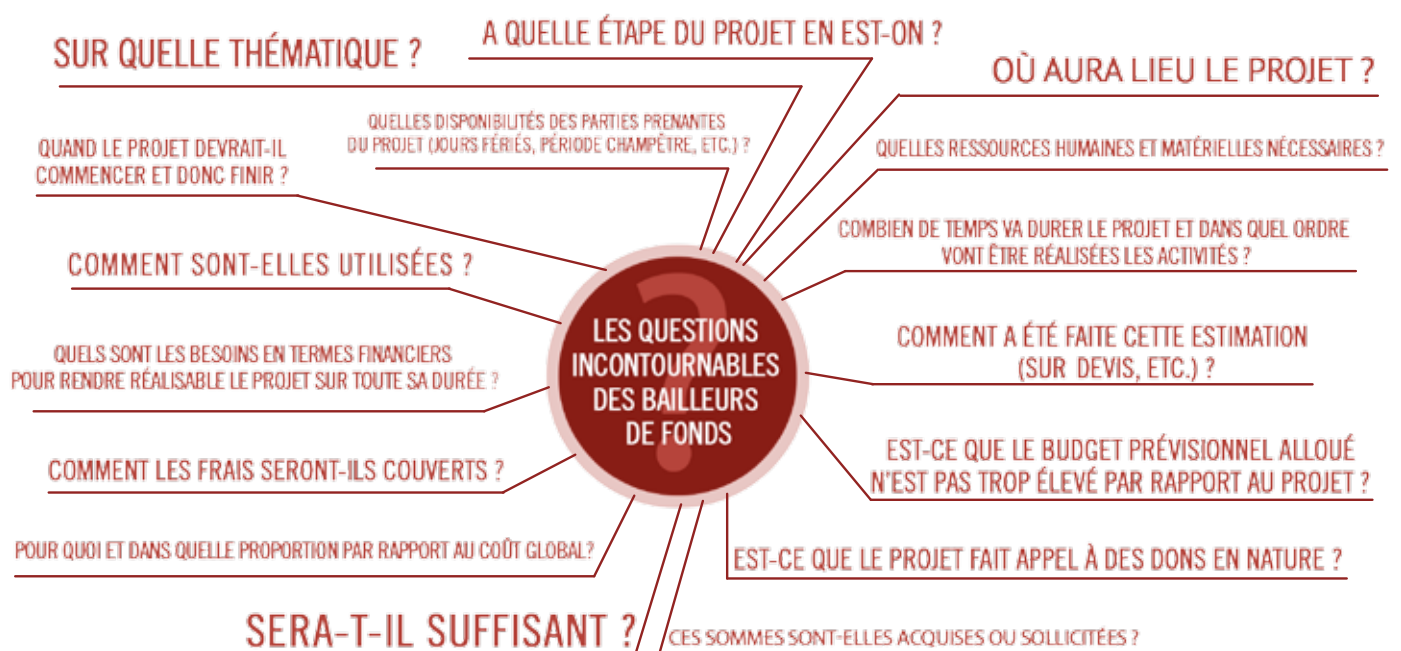 A QUELLE ÉTAPE DU PROJET EN EST-ON ?
SUR QUELLE THÉMATIQUE ?
OÙ AURA LIEU LE PROJET ?
QUELLES DISPONIBILITÉS DES PARTIES PRENANTES
DU PROJET (JOURS FÉRIÉS, PÉRIODE CHAMPÊTRE, ETC.) ?
QUAND LE PROJET DEVRAIT-IL
COMMENCER ET DONC FINIR ?
QUELLES RESSOURCES HUMAINES ET MATÉRIELLES NÉCESSAIRES ?
COMBIEN DE TEMPS VA DURER LE PROJET ET DANS QUEL ORDRE
VONT ÊTRE RÉALISÉES LES ACTIVITÉS ?
COMMENT SONT-ELLES UTILISÉES ?
?
LES QUESTIONS
INCONTOURNABLES
DES BAILLEURS
DE FONDS
COMMENT A ÉTÉ FAITE CETTE ESTIMATION
(SUR DEVIS, ETC.) ?
QUELS SONT LES BESOINS EN TERMES FINANCIERS
POUR RENDRE RÉALISABLE LE PROJET SUR TOUTE SA DURÉE ?
EST-CE QUE LE BUDGET PRÉVISIONNEL ALLOUÉ
N'EST PAS TROP ÉLEVÉ PAR RAPPORT AU PROJET ?
COMMENT LES FRAIS SERONT-ILS COUVERTS ?
POUR QUOI ET DANS QUELLE PROPORTION PAR RAPPORT AU COÛT GLOBAL?
EST-CE QUE LE PROJET FAIT APPEL À DES DONS EN NATURE ?
SERA-T-IL SUFFISANT ?
CES SOMMES SONT-ELLES ACQUISES OU SOLLICITÉES ?